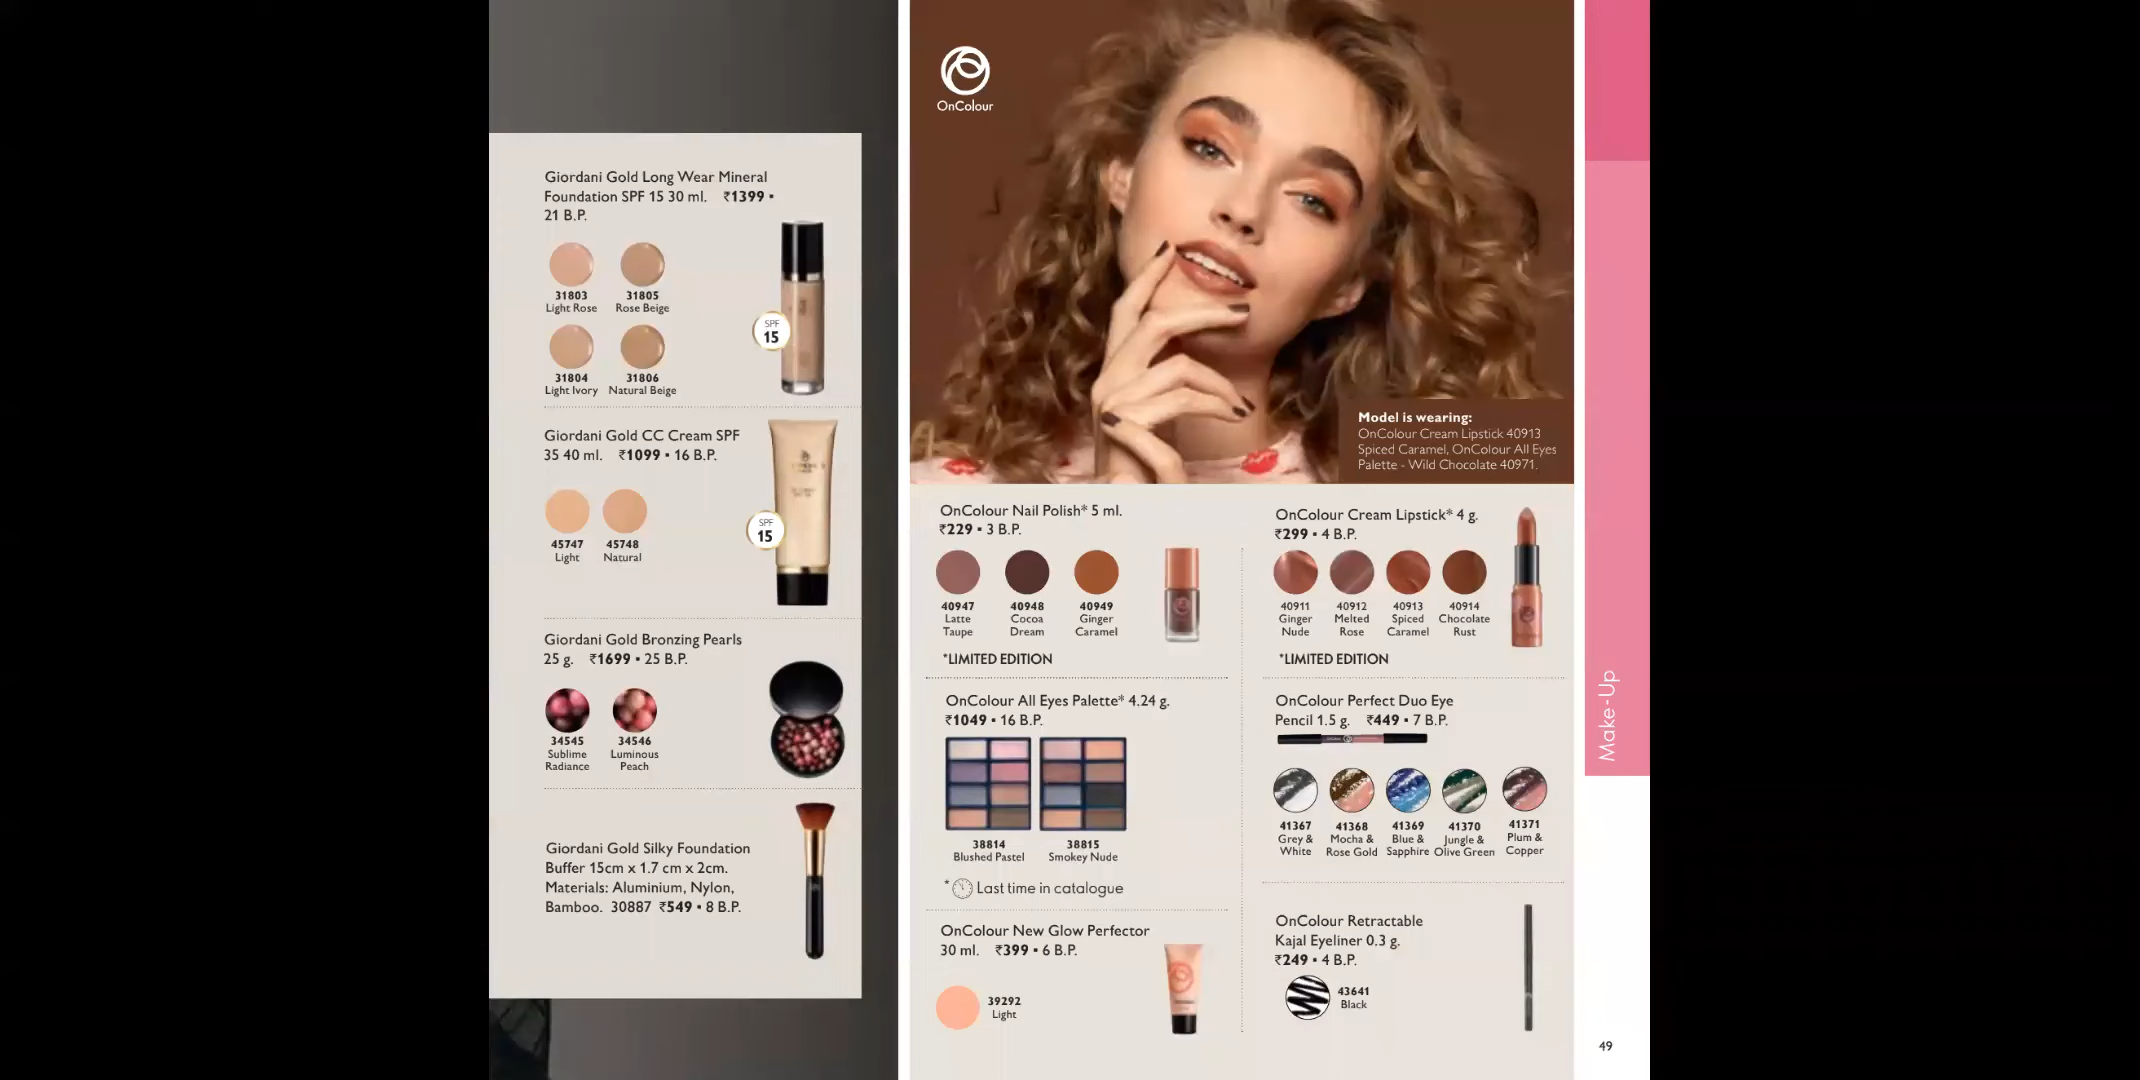 Giordani Gold Long Wear Mineral
Foundation SPF 15 30 ml. ₹1399 ▪
21 B.P.
31803
Light Rose
31805
Rose Beige
SPF
15
31804
Light Ivory
31806
Natural Beige
Giordani Gold CC Cream SPF
35 40 ml. ₹1099 ▪ 16 B.P.
45747
Light
45748
Natural
SPF
15
Giordani Gold Bronzing Pearls
25 g. ₹1699 ▪ 25 B.P.
34545
Sublime
Radiance
34546
Luminous
Peach
Giordani Gold Silky Foundation
Buffer 15cm x 1.7 cm x 2cm.
Materials: Aluminium, Nylon,
Bamboo. 30887 ₹549 ▪ 8 B.P.
OnColour
Model is wearing:
OnColour Cream Lipstick 40913
Spiced Caramel, OnColour All Eyes
Palette - Wild Chocolate 40971.
OnColour Nail Polish* 5 ml.
₹229 ▪ 3 B.P.
40947
Latte
Taupe
40948
Cocoa
Dream
40949
Ginger
Caramel
*LIMITED EDITION
OnColour Cream Lipstick* 4 g.
₹299 ▪ 4 B.P.
40911
Ginger
Nude
40912
Melted
Rose
40913
Spiced
Caramel
40914
Chocolate
Rust
*LIMITED EDITION
OnColour All Eyes Palette* 4.24 g.
₹1049 ▪ 16 B.P.
38814
Blushed Pastel
38815
Smokey Nude
* Last time in catalogue
OnColour Perfect Duo Eye
Pencil 1.5 g. ₹449 ▪ 7 B.P.
41367
Grey &
White
41368
Mocha &
Rose Gold
41369
Blue &
Sapphire
41370
Jungle &
Olive Green
41371
Plum &
Copper
OnColour New Glow Perfector
30 ml. ₹399 ▪ 6 B.P.
39292
Light
OnColour Retractable
Kajal Eyeliner 0.3 g.
₹249 ▪ 4 B.P.
43641
Black
Make-Up
49